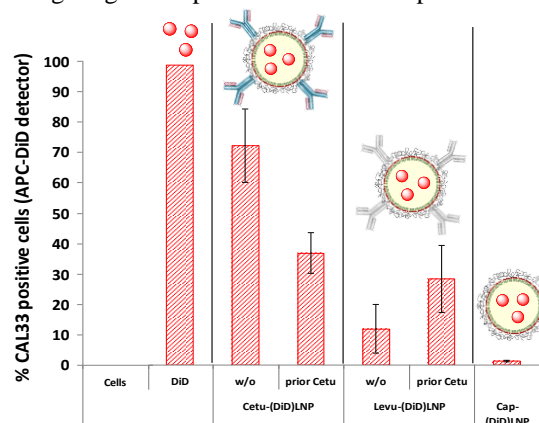 % CAL33 positive cells (APC-DiD detector)
100
90
80
70
60
50
40
30
20
10
0
Cells DiD w/o prior Cetu w/o prior Cetu
Cetu-(DiD)LNP Levu-(DiD)LNP Cap-
(DiD)LNP